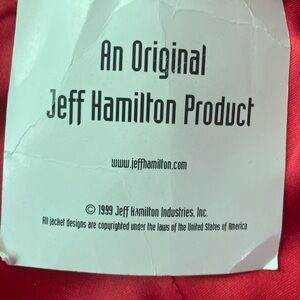 An Original
Jeff Hamilton Product
www.jeffhamilton.com
© 1999 Jeff Hamilton Industries, Inc.
All jacket designs are copyrighted under the laws of the United States of America